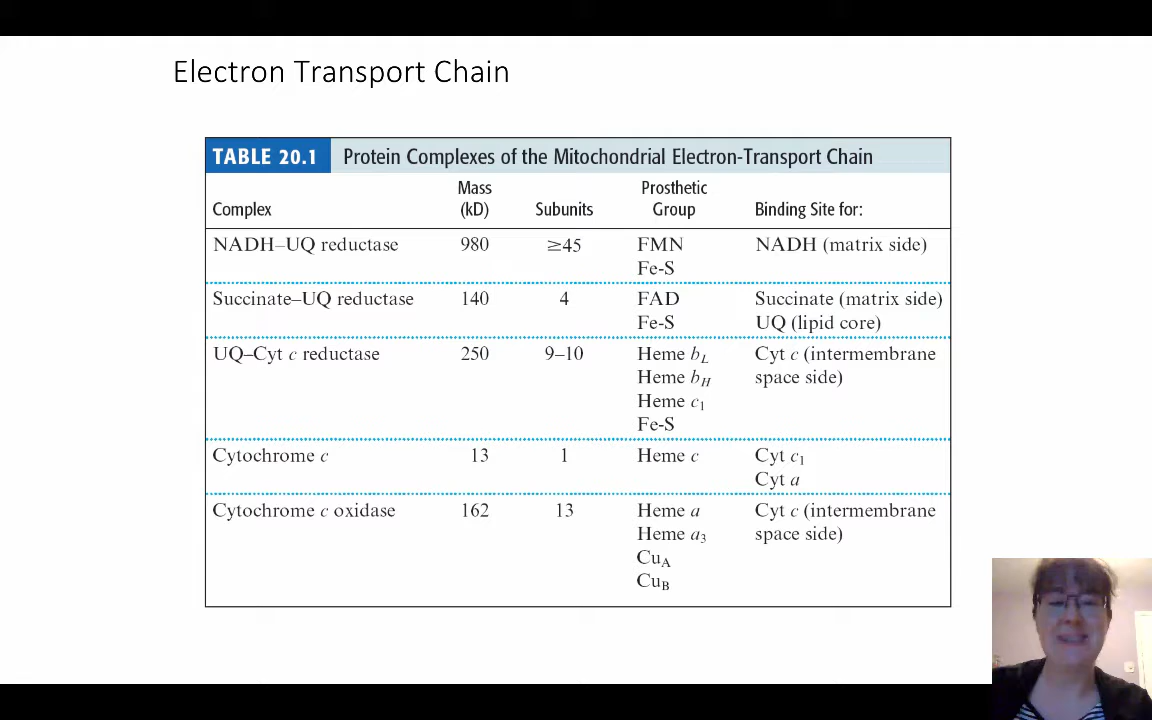 Electron Transport Chain
TABLE 20.1 Protein Complexes of the Mitochondrial Electron-Transport Chain
Complex Mass (kD) Subunits Prosthetic Group Binding Site for:
NADH–UQ reductase 980 ≥45 FMN NADH (matrix side)
Fe-S
Succinate–UQ reductase 140 4 FAD Succinate (matrix side)
Fe-S UQ (lipid core)
UQ–Cyt c reductase 250 9–10 Heme b_L Cyt c (intermembrane
Heme b_H space side)
Heme c₁
Fe-S
Cytochrome c 13 1 Heme c Cyt c₁
Cyt a
Cytochrome c oxidase 162 13 Heme a Cyt c (intermembrane
Heme a₃ space side)
Cu_A
Cu_B